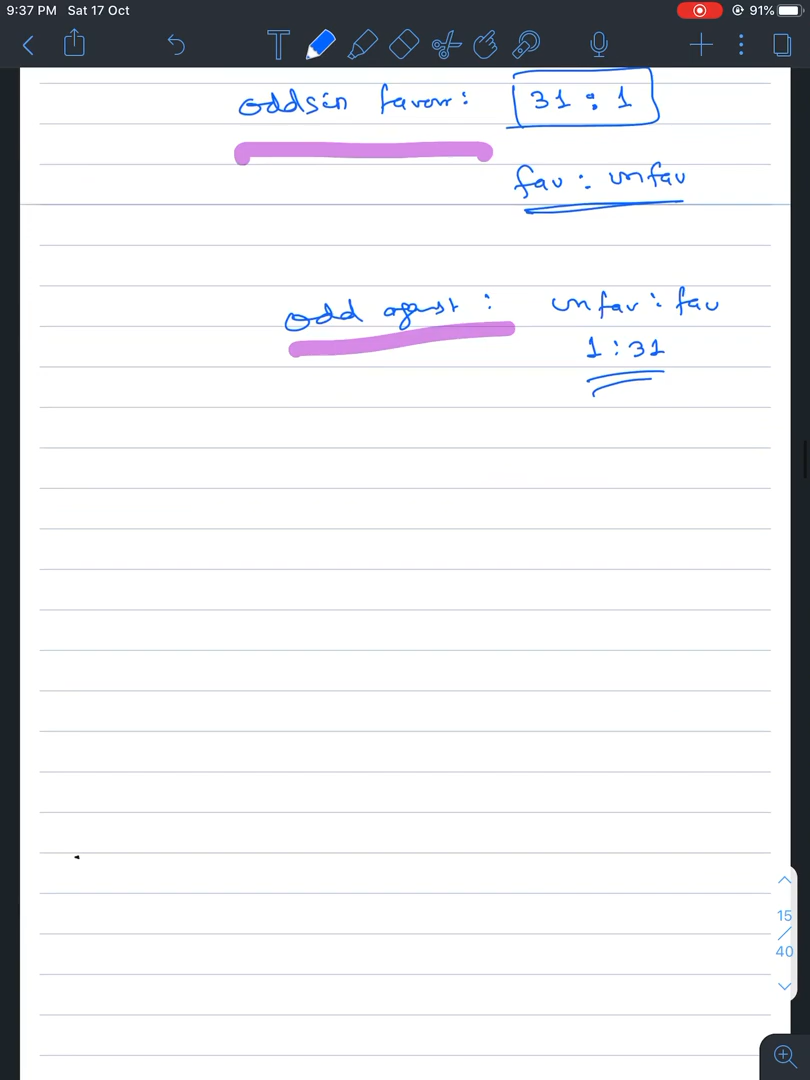 9:37 PM Sat 17 Oct 91%
T
oddsin favour: 31 : 1
fav : unfav
odd agenst : unfav : fav
1 : 31
15
/
40